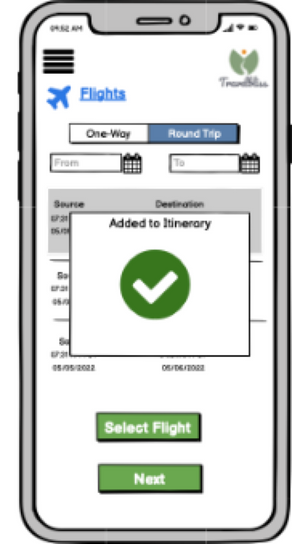 09:52 AM
TravelBliss
Flights
One-Way Round Trip
From To
Source Destination
Added to Itinerary
05/05/2022 05/06/2022
Select Flight
Next